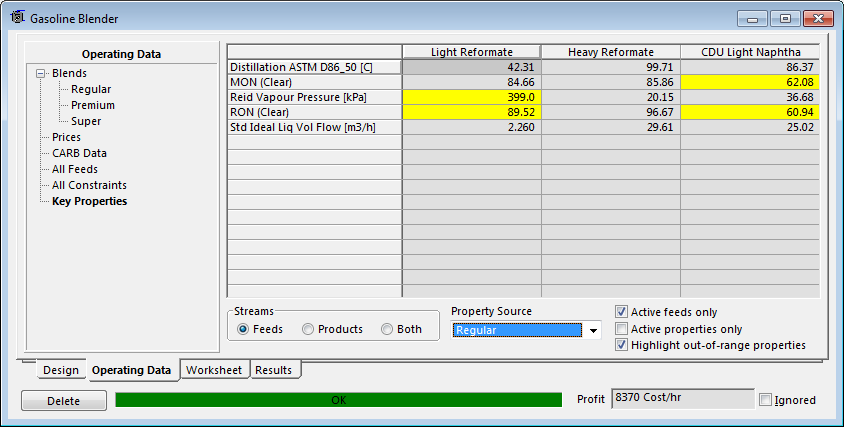 Gasoline Blender
Operating Data
Blends
Regular
Premium
Super
Prices
CARB Data
All Feeds
All Constraints
Key Properties
Light Reformate Heavy Reformate CDU Light Naphtha
Distillation ASTM D86_50 [C] 42.31 99.71 86.37
MON (Clear) 84.66 85.86 62.08
Reid Vapour Pressure [kPa] 399.0 20.15 36.68
RON (Clear) 89.52 96.67 60.94
Std Ideal Liq Vol Flow [m3/h] 2.260 29.61 25.02
Streams
Feeds Products Both
Property Source
Regular
Active feeds only
Active properties only
Highlight out-of-range properties
Design Operating Data Worksheet Results
Delete OK Profit 8370 Cost/hr Ignored